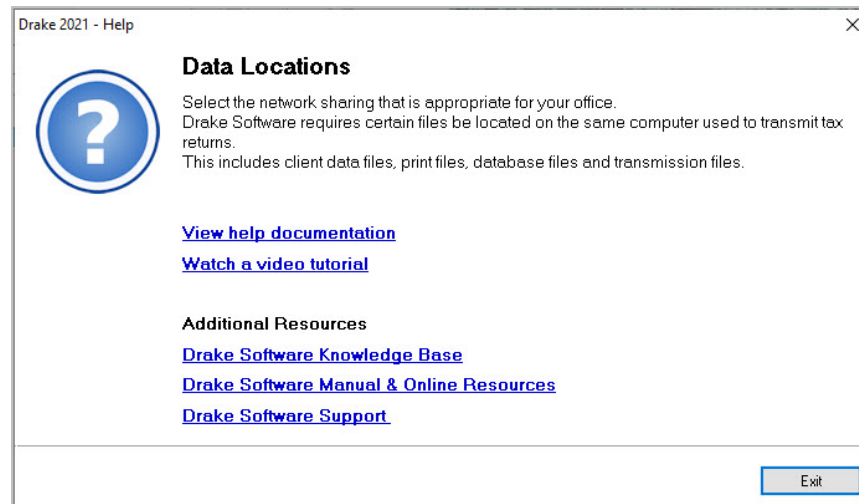 Drake 2021 - Help
Data Locations
Select the network sharing that is appropriate for your office.
Drake Software requires certain files be located on the same computer used to transmit tax
returns.
This includes client data files, print files, database files and transmission files.
View help documentation
Watch a video tutorial
Additional Resources
Drake Software Knowledge Base
Drake Software Manual & Online Resources
Drake Software Support
Exit